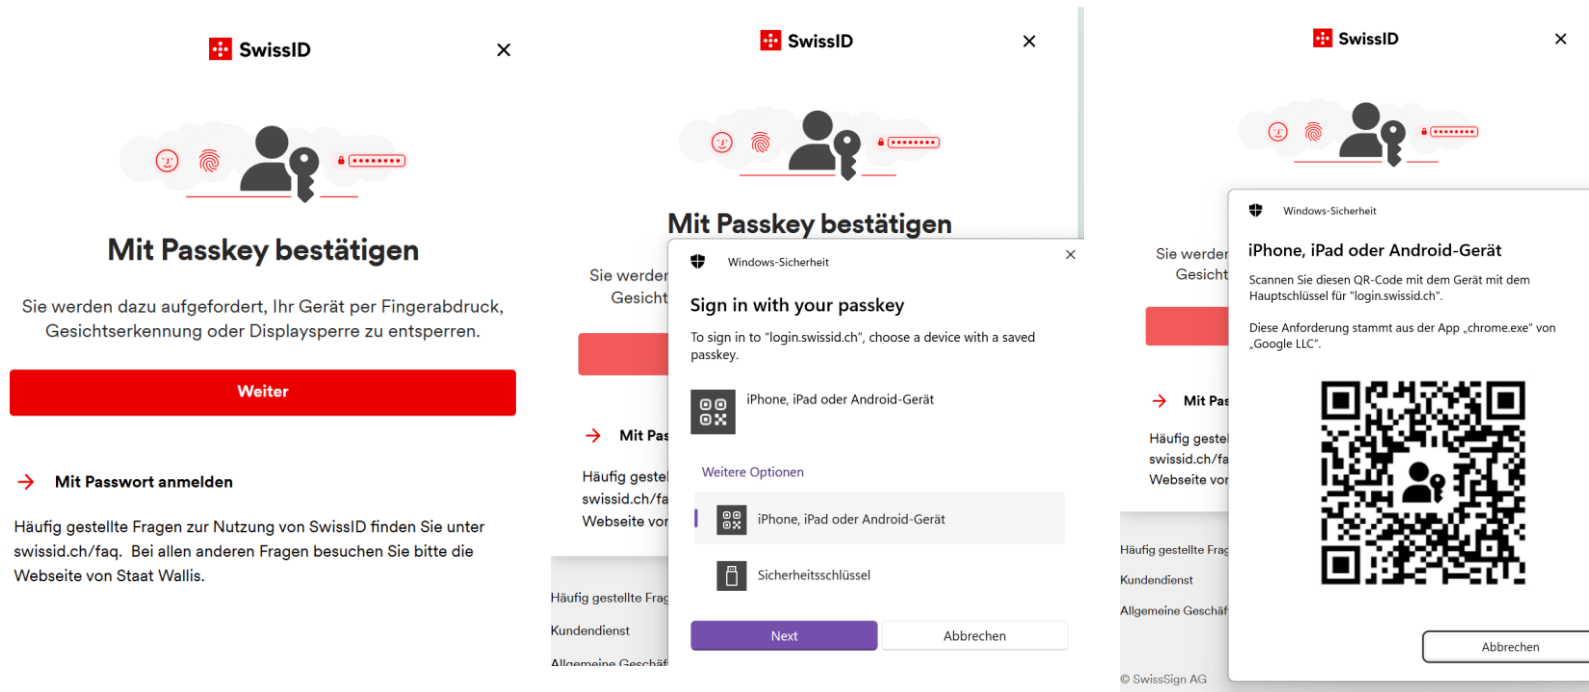 SwissID
Mit Passkey bestätigen
Sie werden dazu aufgefordert, Ihr Gerät per Fingerabdruck,
Gesichtserkennung oder Displaysperre zu entsperren.
Weiter
Mit Passwort anmelden
Häufig gestellte Fragen zur Nutzung von SwissID finden Sie unter
swissid.ch/faq. Bei allen anderen Fragen besuchen Sie bitte die
Webseite von Staat Wallis.
SwissID
Mit Passkey bestätigen
Sie werden
Gesicht
Mit Pas
Häufig geste
swissid.ch/fa
Webseite vor
Häufig gestellte Frag
Kundendienst
Allgemeine Geschäf
Windows-Sicherheit
Sign in with your passkey
To sign in to “login.swissid.ch”, choose a device with a saved
passkey.
iPhone, iPad oder Android-Gerät
Weitere Optionen
iPhone, iPad oder Android-Gerät
Sicherheitsschlüssel
Next
Abbrechen
SwissID
Sie werder
Gesicht
Mit Pas
Häufig gestel
swissid.ch/fa
Webseite vor
Häufig gestellte Frag
Kundendienst
Allgemeine Geschäf
© SwissSign AG
Windows-Sicherheit
iPhone, iPad oder Android-Gerät
Scannen Sie diesen QR-Code mit dem Gerät mit dem
Hauptschlüssel für “login.swissid.ch”.
Diese Anforderung stammt aus der App „chrome.exe“ von
„Google LLC“.
Abbrechen